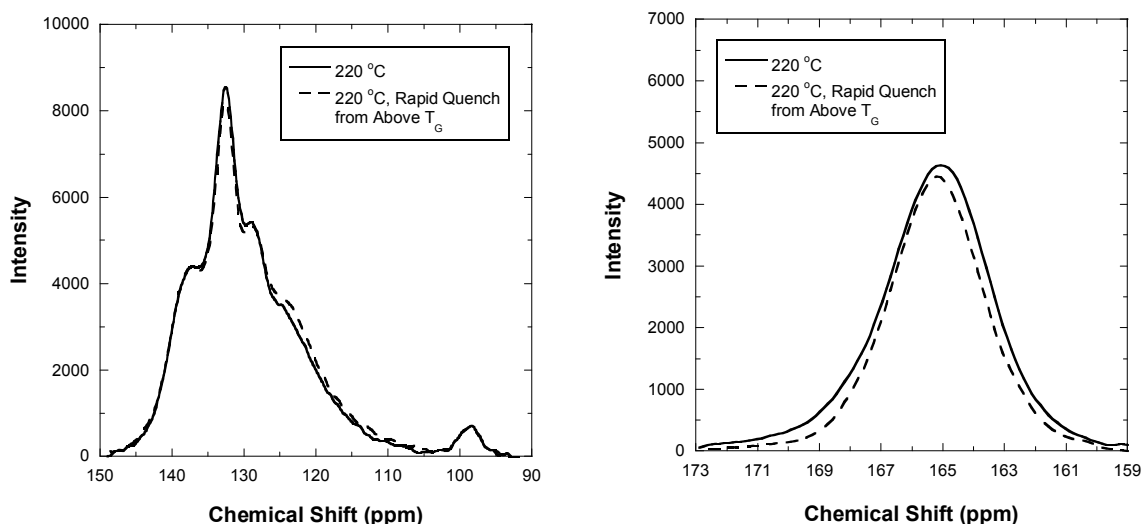 10000
8000
6000
4000
2000
0
Intensity
220 °C
220 °C, Rapid Quench
from Above T_G
150 140 130 120 110 100 90
Chemical Shift (ppm)
7000
6000
5000
4000
3000
2000
1000
0
Intensity
220 °C
220 °C, Rapid Quench
from Above T_G
173 171 169 167 165 163 161 159
Chemical Shift (ppm)